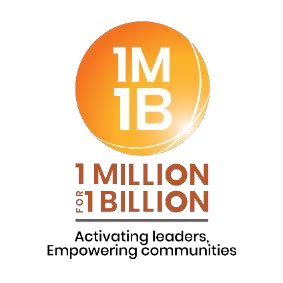 1M
1B
1 MILLION
FOR
1 BILLION
Activating leaders,
Empowering communities